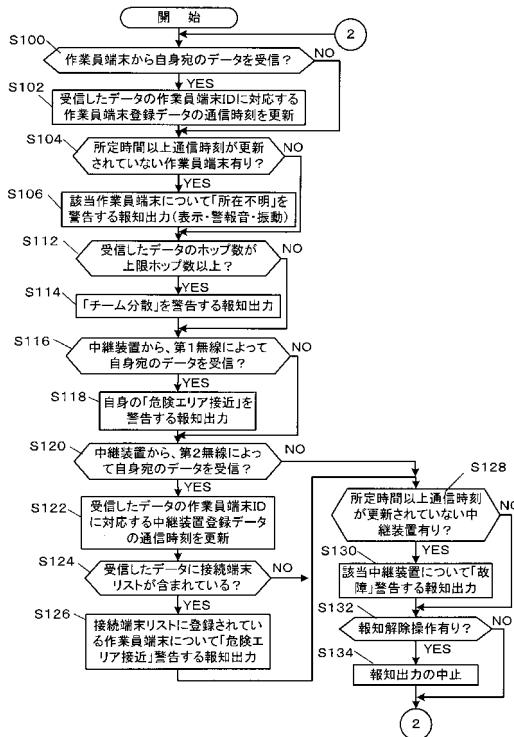 開 始
2
S100
作業員端末から自身宛のデータを受信？
NO
YES
S102
受信したデータの作業員端末IDに対応する
作業員端末登録データの通信時刻を更新
S104
所定時間以上通信時刻が更新
されていない作業員端末有り？
NO
YES
S106
該当作業員端末について「所在不明」を
警告する報知出力（表示・警報音・振動）
S112
受信したデータのホップ数が
上限ホップ数以上？
NO
YES
S114
「チーム分散」を警告する報知出力
S116
中継装置から、第1無線によって
自身宛のデータを受信？
NO
YES
S118
自身の「危険エリア接近」を
警告する報知出力
S120
中継装置から、第2無線によ
って自身宛のデータを受信？
NO
YES
S122
受信したデータの作業員端末ID
に対応する中継装置登録データ
の通信時刻を更新
S124
受信したデータに接続端末
リストが含まれている？
NO
YES
S126
接続端末リストに登録されてい
る作業員端末について「危険エ
リア接近」警告する報知出力
S128
所定時間以上通信時刻
が更新されていない中
継装置有り？
NO
YES
S130
該当中継装置について「故
障」警告する報知出力
S132
報知解除操作有り？
NO
YES
S134
報知出力の中止
2